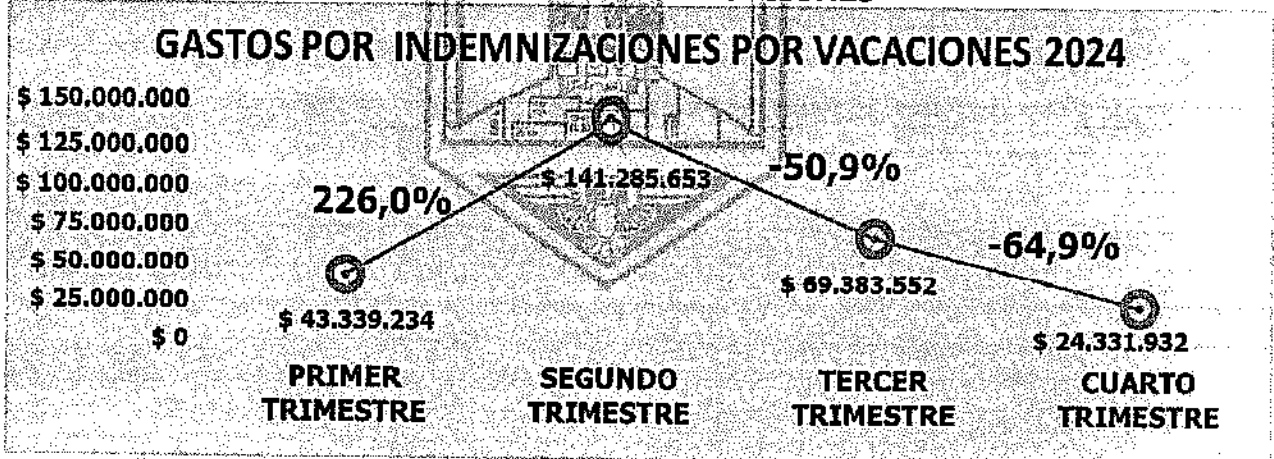 GASTOS POR INDEMNIZACIONES POR VACACIONES 2024
$ 150.000.000
$ 125.000.000
$ 100.000.000
$ 75.000.000
$ 50.000.000
$ 25.000.000
$ 0
226,0%
-50,9%
-64,9%
$ 43.339.234
$ 141.285.653
$ 69.383.552
$ 24.331.932
PRIMER
TRIMESTRE
SEGUNDO
TRIMESTRE
TERCER
TRIMESTRE
CUARTO
TRIMESTRE